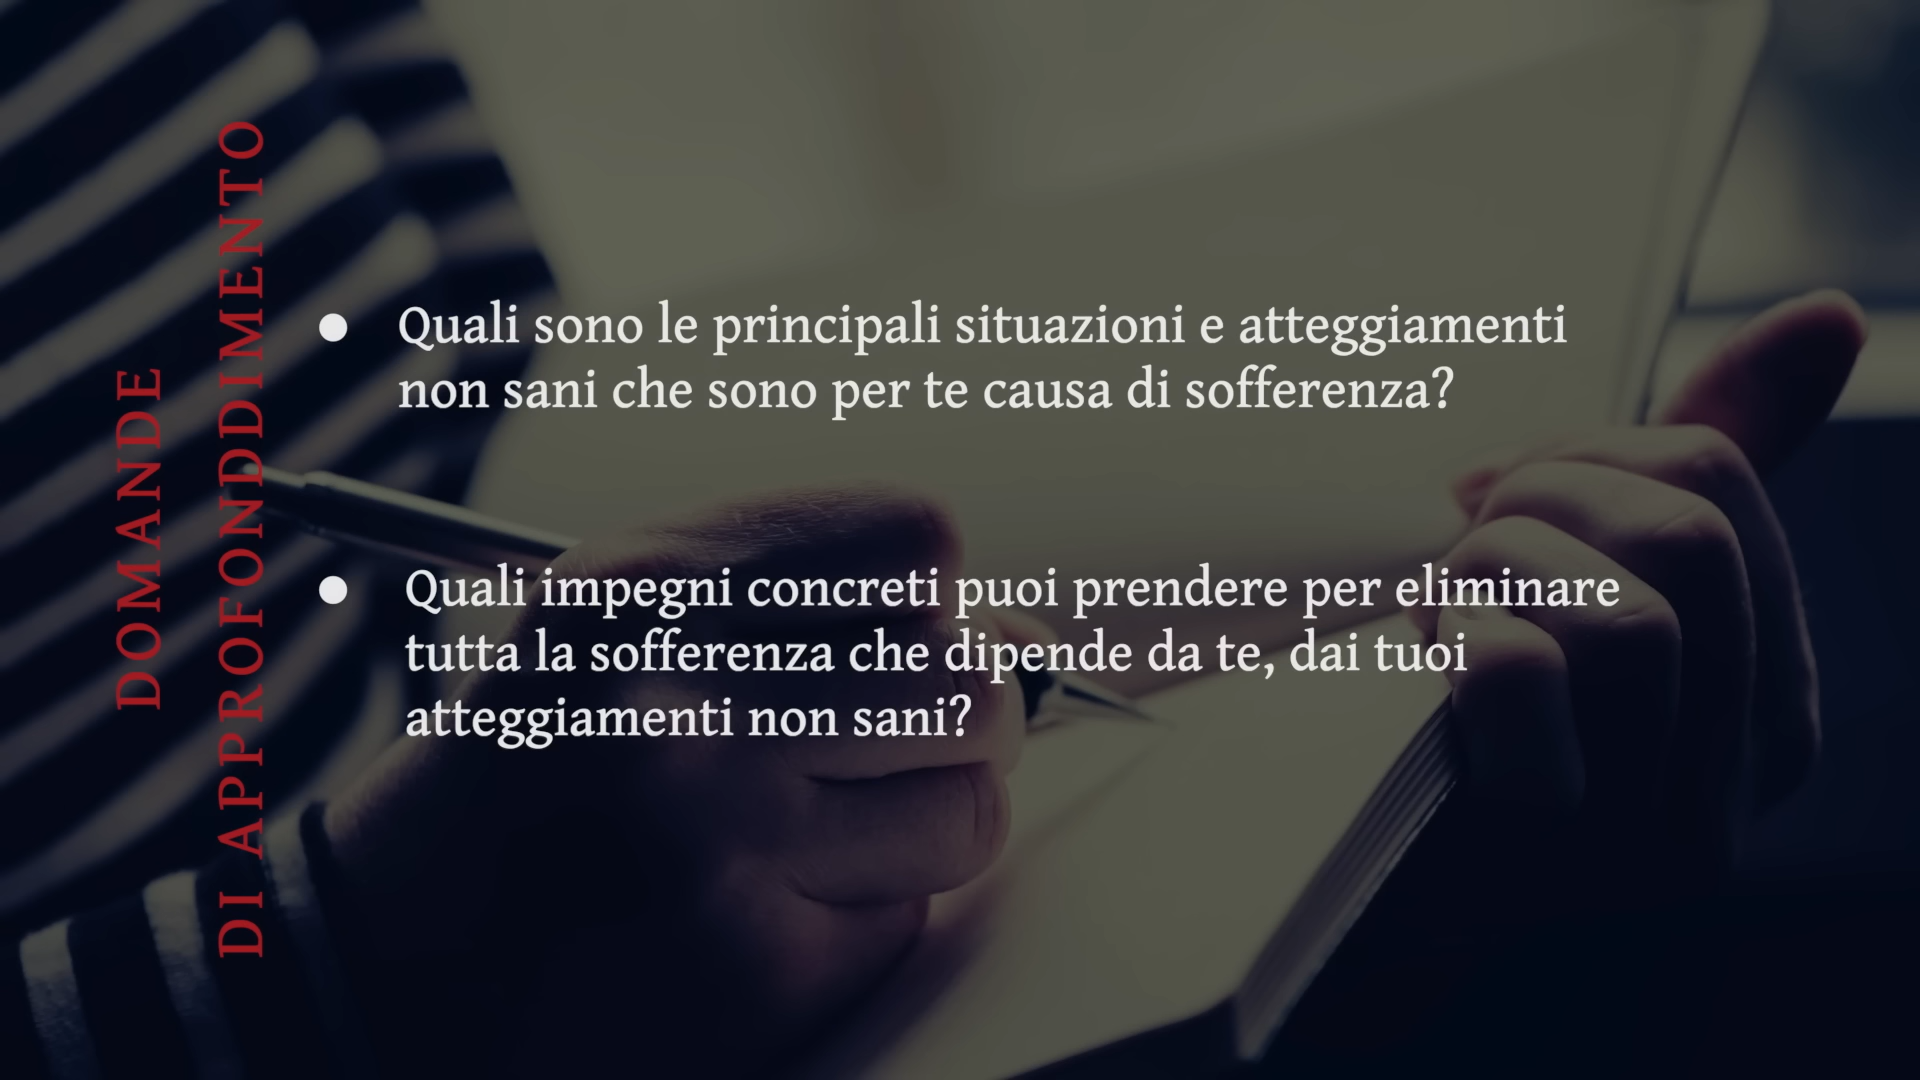 DOMANDE
DI APPROFONDDIMENTO
● Quali sono le principali situazioni e atteggiamenti
non sani che sono per te causa di sofferenza?
● Quali impegni concreti puoi prendere per eliminare
tutta la sofferenza che dipende da te, dai tuoi
atteggiamenti non sani?